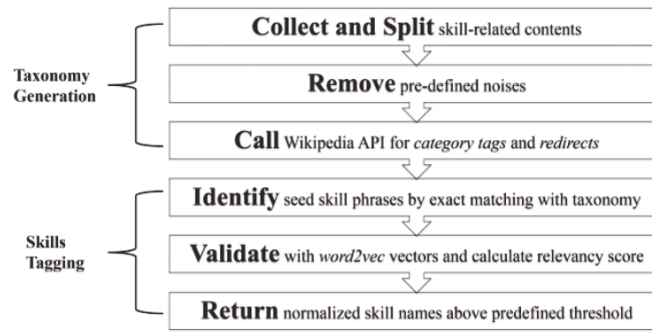 Collect and Split skill-related contents
Taxonomy
Generation
Remove pre-defined noises
Call Wikipedia API for category tags and redirects
Identify seed skill phrases by exact matching with taxonomy
Skills
Tagging
Validate with word2vec vectors and calculate relevancy score
Return normalized skill names above predefined threshold